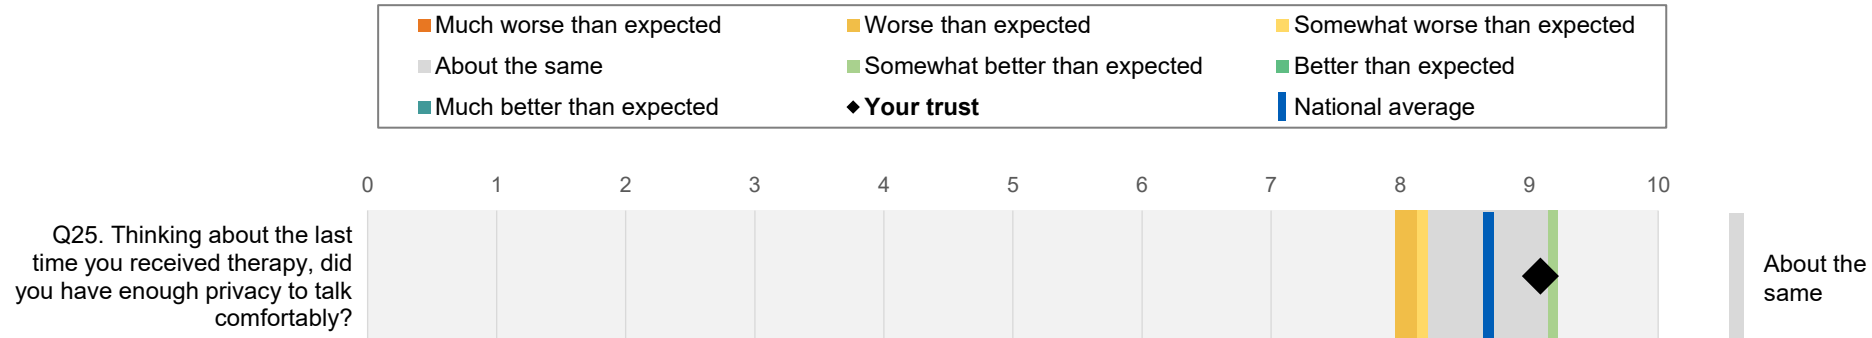 Much worse than expected
Worse than expected
Somewhat worse than expected
About the same
Somewhat better than expected
Better than expected
Much better than expected
Your trust
National average
0 1 2 3 4 5 6 7 8 9 10
Q25. Thinking about the last
time you received therapy, did
you have enough privacy to talk
comfortably?
About the
same